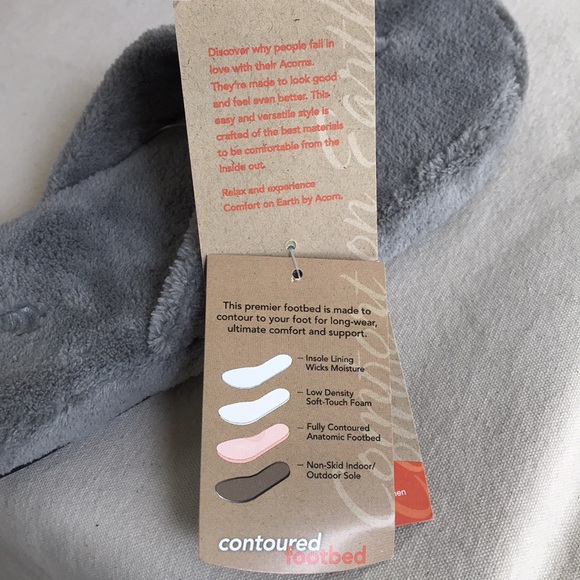 Discover why people fall in
love with their Acorns.
They're made to look good
and feel even better. This
easy and versatile style is
crafted of the best materials
to be comfortable from the
inside out.
Relax and experience
Comfort on Earth by Acorn.
Comfort on Earth
This premier footbed is made to
contour to your foot for long-wear,
ultimate comfort and support.
– Insole Lining
Wicks Moisture
– Low Density
Soft-Touch Foam
– Fully Contoured
Anatomic Footbed
– Non-Skid Indoor/
Outdoor Sole
contoured
footbed